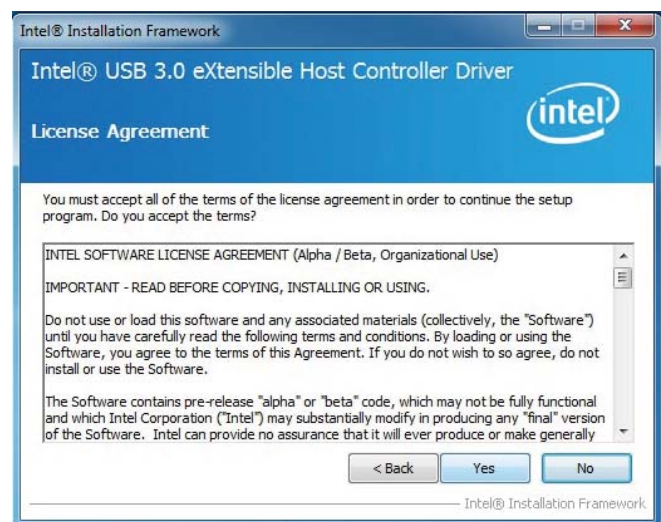 Intel® Installation Framework
Intel® USB 3.0 eXtensible Host Controller Driver
License Agreement
intel
You must accept all of the terms of the license agreement in order to continue the setup
program. Do you accept the terms?
INTEL SOFTWARE LICENSE AGREEMENT (Alpha / Beta, Organizational Use)
IMPORTANT - READ BEFORE COPYING, INSTALLING OR USING.
Do not use or load this software and any associated materials (collectively, the "Software")
until you have carefully read the following terms and conditions. By loading or using the
Software, you agree to the terms of this Agreement. If you do not wish to so agree, do not
install or use the Software.
The Software contains pre-release "alpha" or "beta" code, which may not be fully functional
and which Intel Corporation ("Intel") may substantially modify in producing any "final" version
of the Software. Intel can provide no assurance that it will ever produce or make generally
< Back Yes No
Intel® Installation Framework